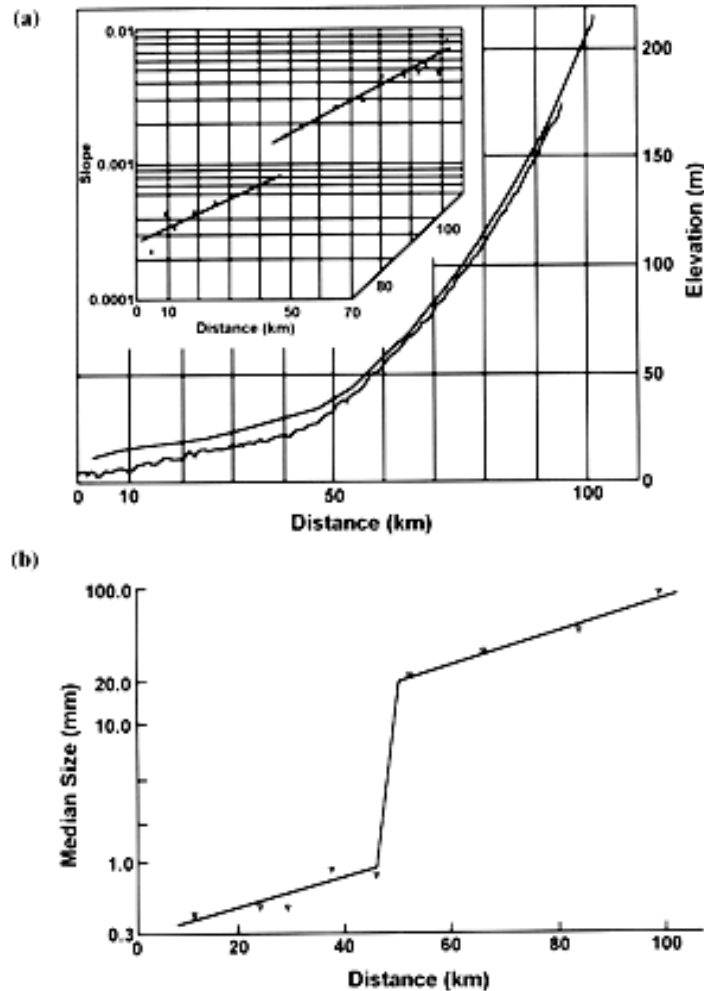 (a)
0.01
0.001
0.0001
Slope
0 10 50 70
80
100
Distance (km)
200
150
100
50
0
Elevation (m)
0 10 50 100
Distance (km)
(b)
100.0
20.0
10.0
1.0
0.3
Median Size (mm)
0 20 40 60 80 100
Distance (km)